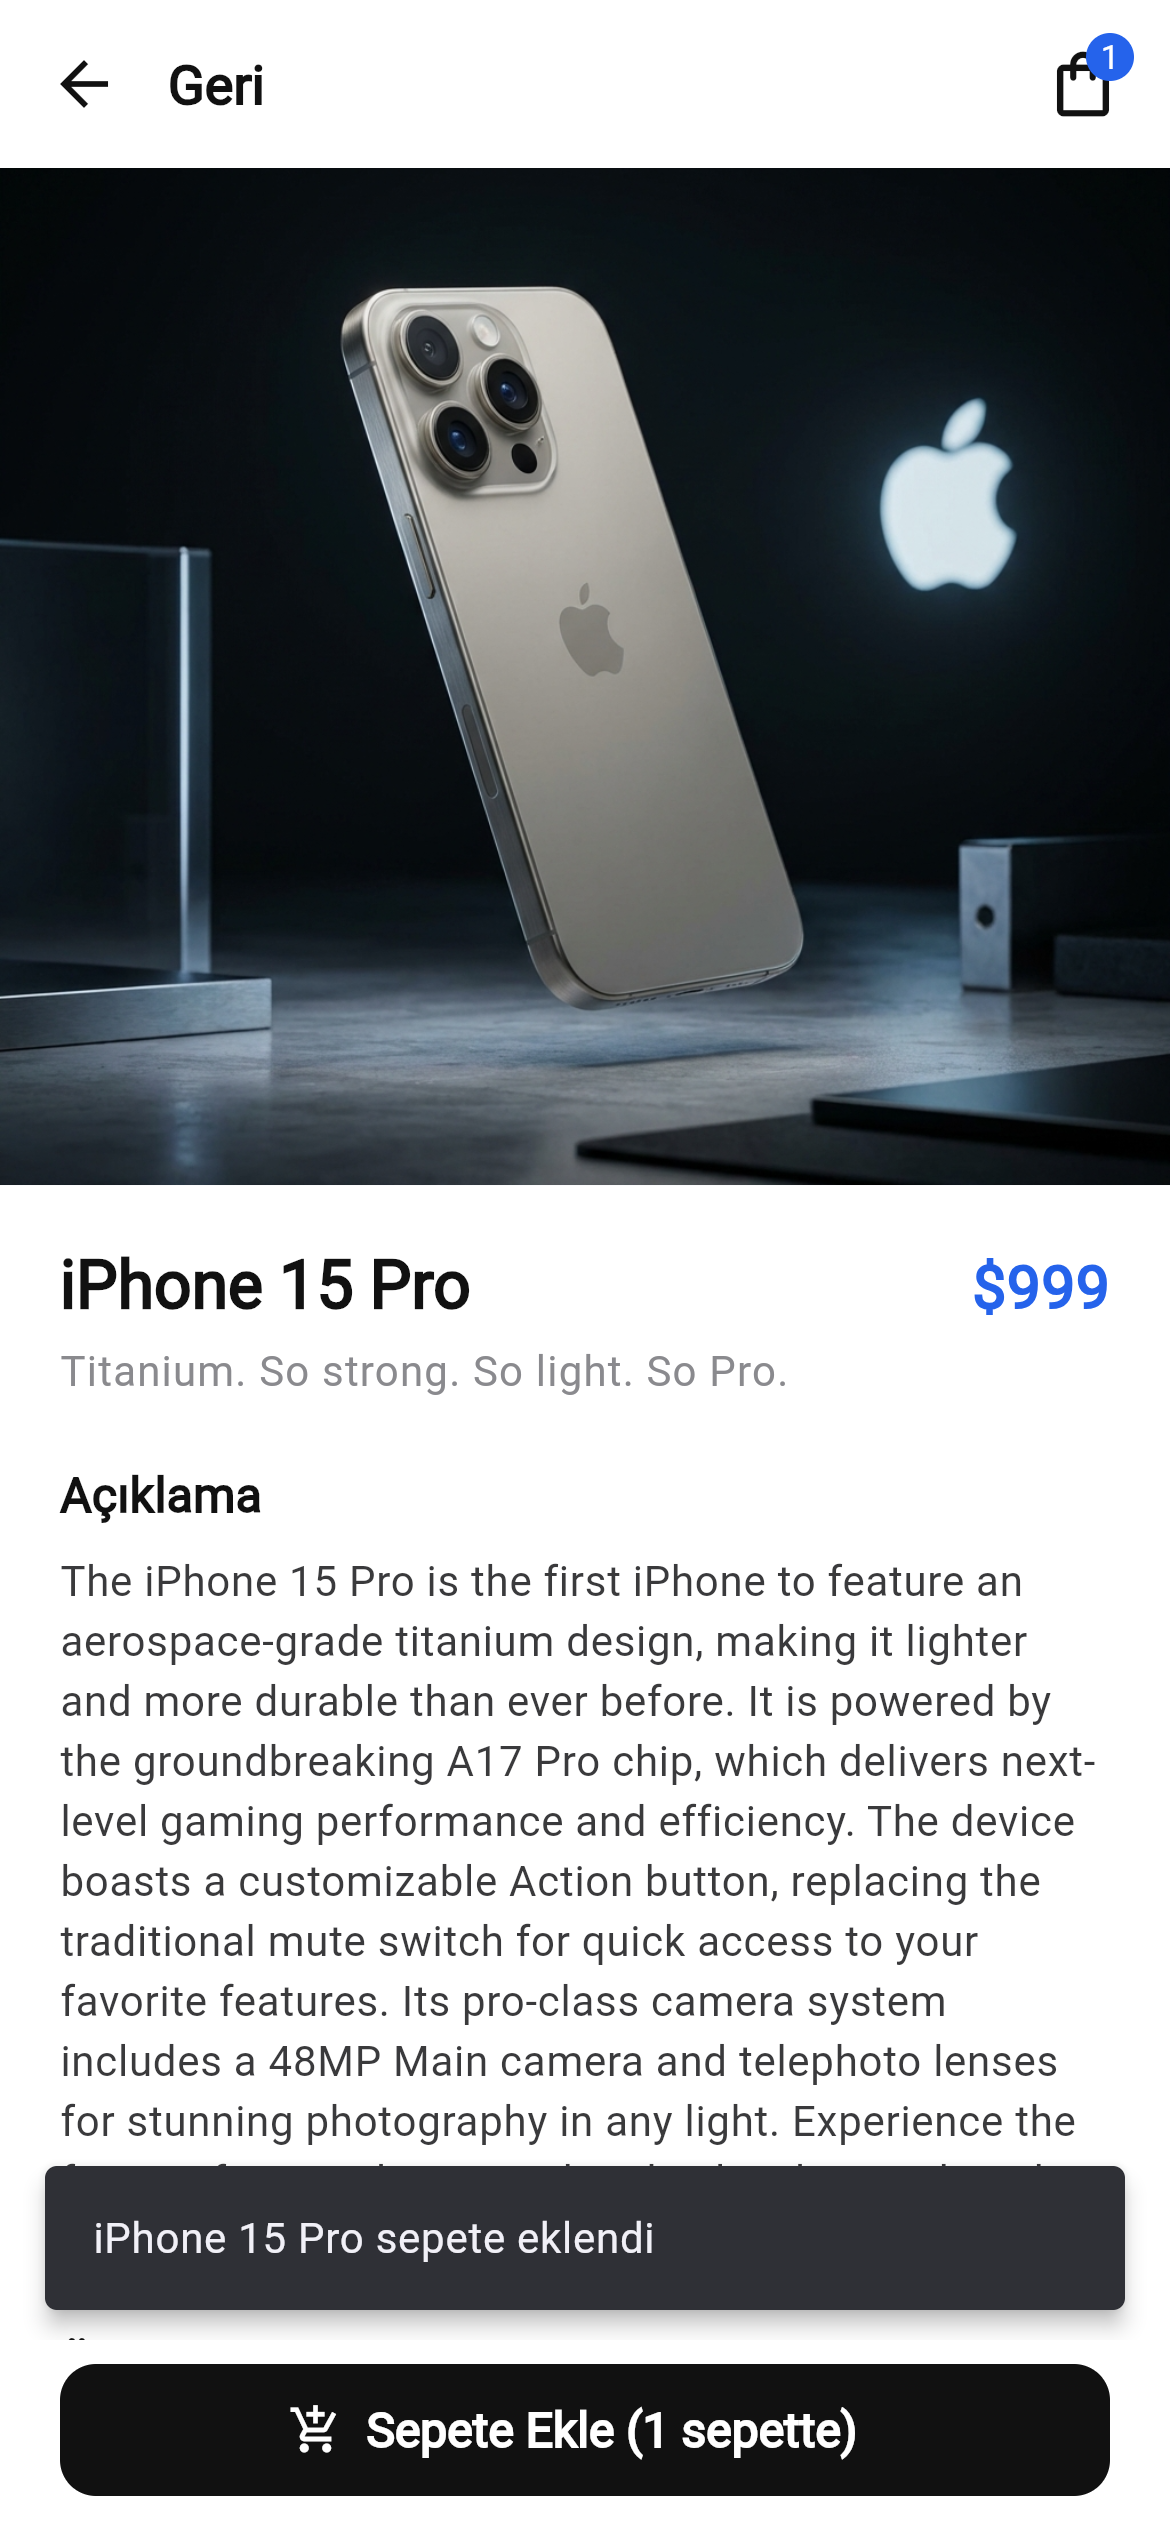 Geri
1
iPhone 15 Pro
$999
Titanium. So strong. So light. So Pro.
Açıklama
The iPhone 15 Pro is the first iPhone to feature an
aerospace-grade titanium design, making it lighter
and more durable than ever before. It is powered by
the groundbreaking A17 Pro chip, which delivers next-
level gaming performance and efficiency. The device
boasts a customizable Action button, replacing the
traditional mute switch for quick access to your
favorite features. Its pro-class camera system
includes a 48MP Main camera and telephoto lenses
for stunning photography in any light. Experience the
iPhone 15 Pro sepete eklendi
Sepete Ekle (1 sepette)